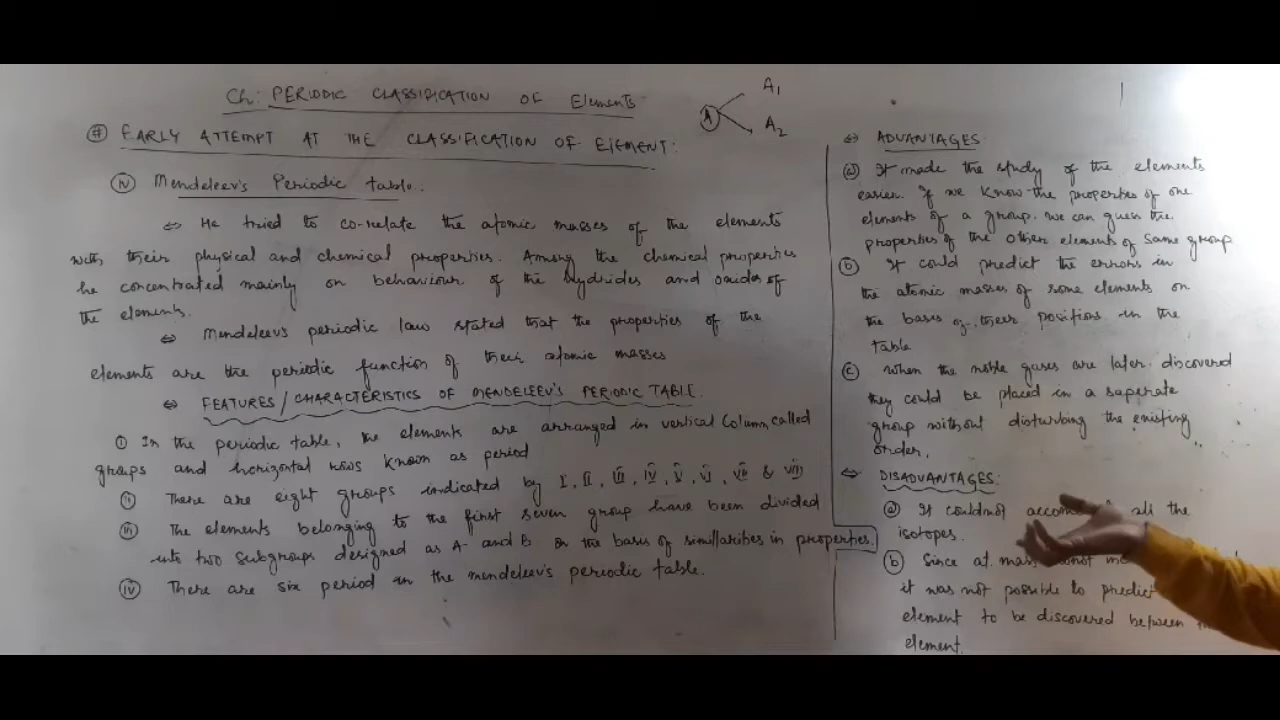 Ch: PERIODIC CLASSIFICATION OF Elements
# EARLY ATTEMPT AT THE CLASSIFICATION OF ElEMENT:
A
A1
A2
iv Mendeleev's Periodic table.
⇔ He tried to co-relate the atomic masses of the elements
with their physical and chemical properties. Among the chemical properties
he concentrated mainly on behaviour of the hydrides and oxides of
the elements.
⇔ Mendeleevs periodic law stated that the properties of the
elements are the periodic function of their atomic masses
⇔ FEATURES/CHARACTERISTICS OF MENDELEEV'S PERIODIC TABLE.
i In the periodic table, the elements are arranged in vertical Column called
groups and horizontal rows known as period
ii There are eight groups indicated by I, II, III, IV, V, VI, VII & VIII
iii The elements belonging to the first seven group have been divided
into two subgroups designed as A- and B on the basis of similaribes in properties.
iv There are six period in the mendeleev's periodic table.
⇔ ADVANTAGES:
a It made the study of the elements
easier. If we know the properties of one
elements of a group. we can guess the
properties of the other elements of same group
b It could predict the errors in
the atomic masses of some elements on
the basis of their positions in the
table
c When the noble gases are later discovered
they could be placed in a saperate
group without disturbing the existing
order.
⇔ DISADVANTAGES:
a It couldnot all the
isotopes.
b Since at.
it was not possible to predict
element to be discovered between
element.